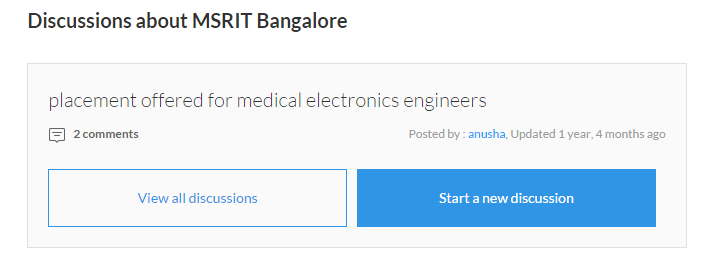 Discussions about MSRIT Bangalore
placement offered for medical electronics engineers
2 comments Posted by : anusha, Updated 1 year, 4 months ago
View all discussions Start a new discussion